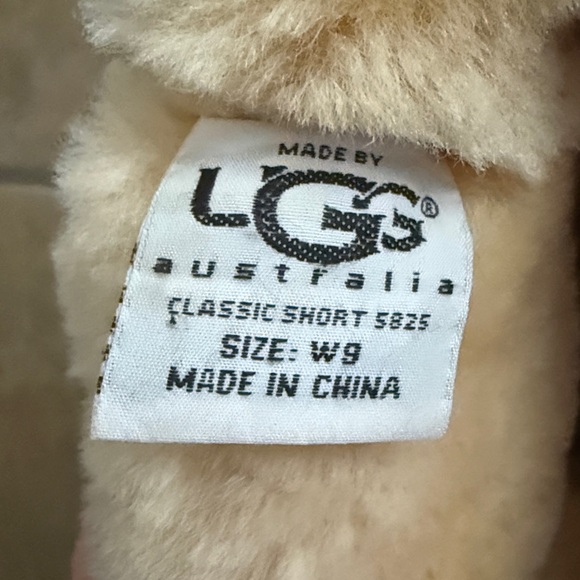 MADE BY
UGG®
australia
CLASSIC SHORT 5825
SIZE: W9
MADE IN CHINA